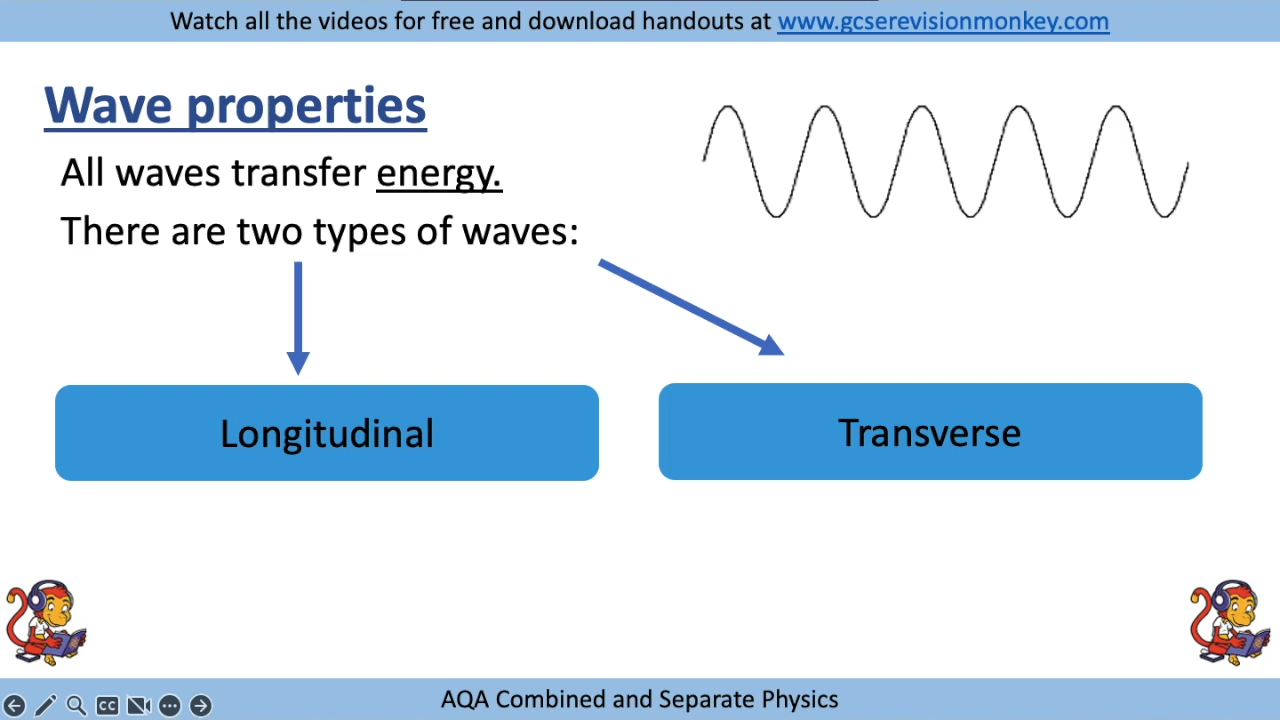 Watch all the videos for free and download handouts at www.gcserevisionmonkey.com
Wave properties
All waves transfer energy.
There are two types of waves:
Longitudinal
Transverse
CC
AQA Combined and Separate Physics